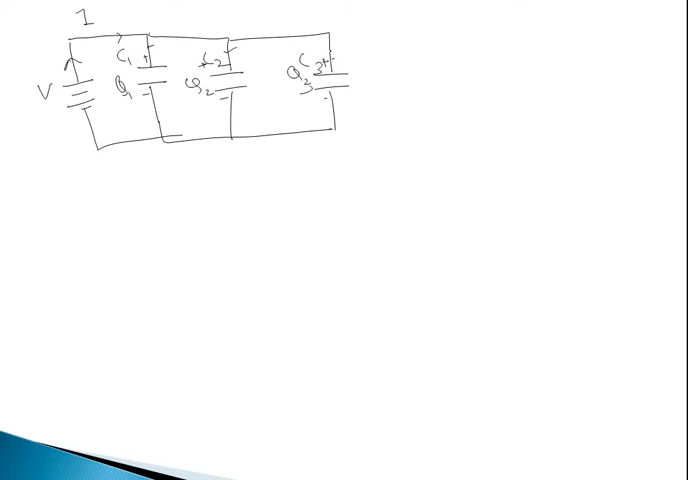 I
C1 +
+C2
C3 +
V
Q1
Q2
Q3
- - -